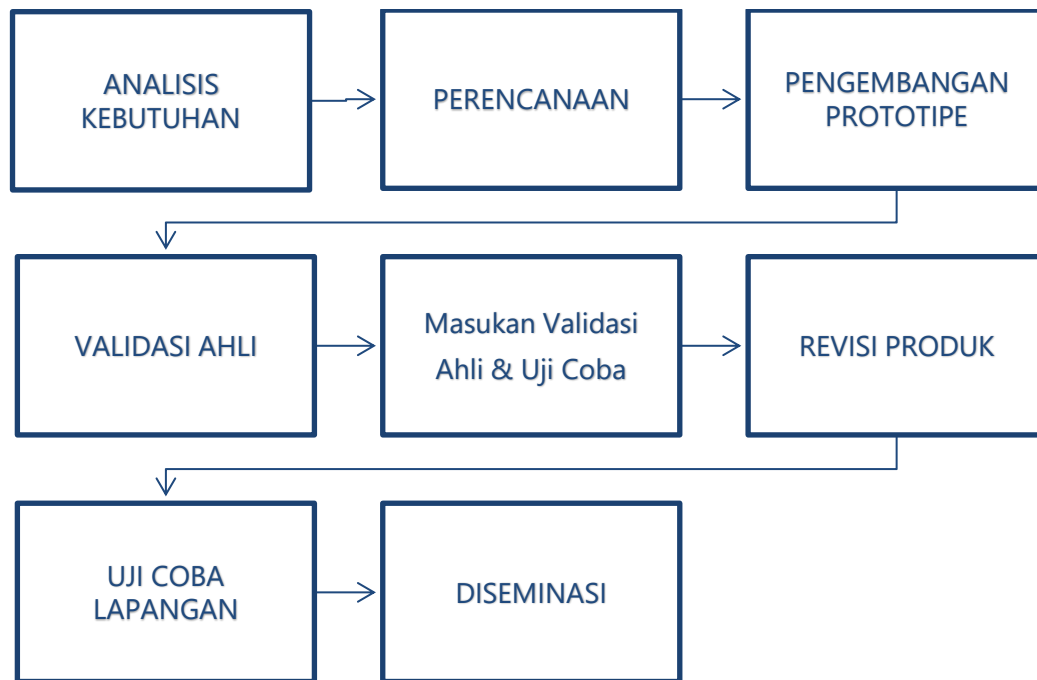 ANALISIS
KEBUTUHAN
PERENCANAAN
PENGEMBANGAN
PROTOTIPE
VALIDASI AHLI
Masukan Validasi
Ahli & Uji Coba
REVISI PRODUK
UJI COBA
LAPANGAN
DISEMINASI